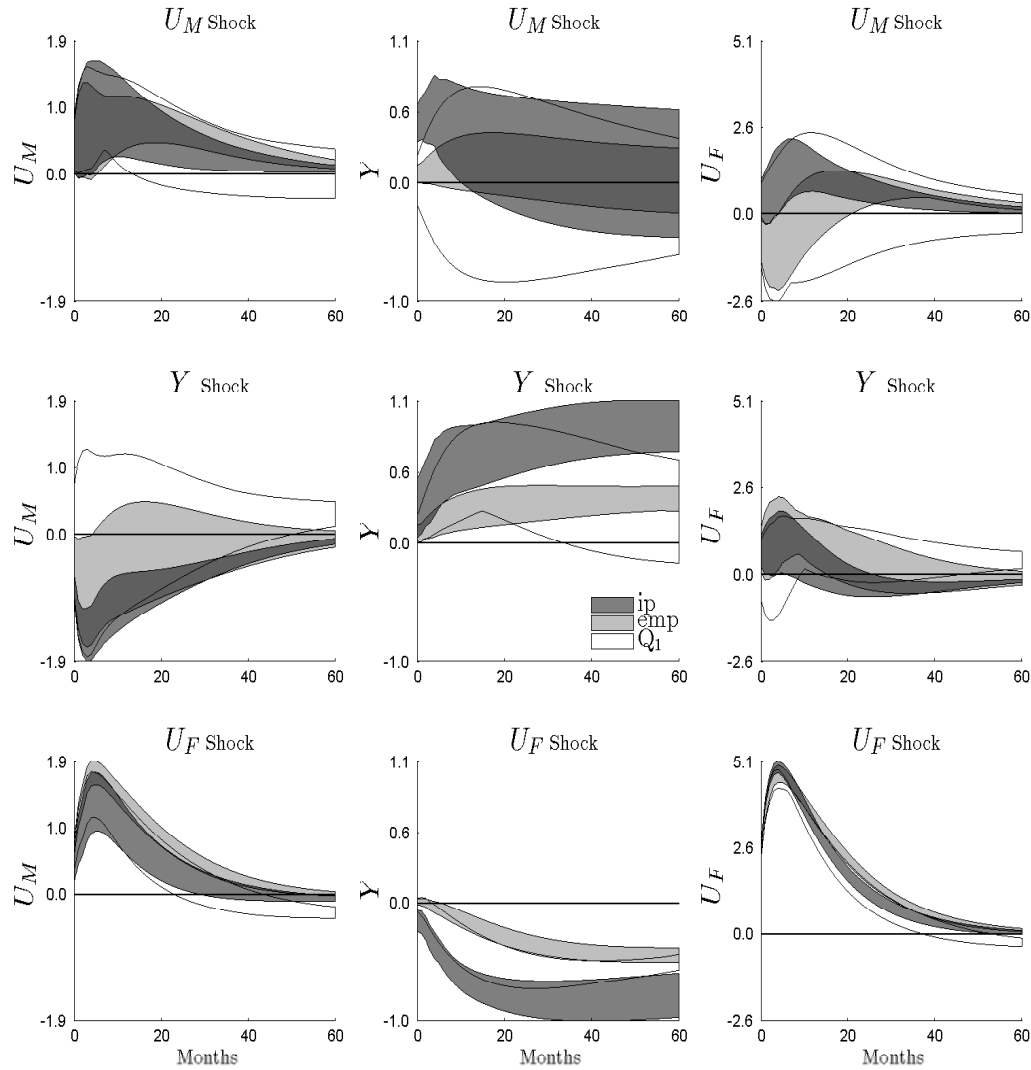 U_M Shock U_M Shock U_M Shock
1.9 1.1 5.1
1.0 0.6 2.6
0.0 0.0 0.0
-1.9 -1.0 -2.6
U_M Y U_F
0 20 40 60 0 20 40 60 0 20 40 60
Y Shock Y Shock Y Shock
1.9 1.1 5.1
1.0 0.6 2.6
0.0 0.0 0.0
-1.9 -1.0 -2.6
U_M Y U_F
ip
emp
Q_1
0 20 40 60 0 20 40 60 0 20 40 60
U_F Shock U_F Shock U_F Shock
1.9 1.1 5.1
1.0 0.6 2.6
0.0 0.0 0.0
-1.9 -1.0 -2.6
U_M Y U_F
0 20 40 60 0 20 40 60 0 20 40 60
Months Months Months